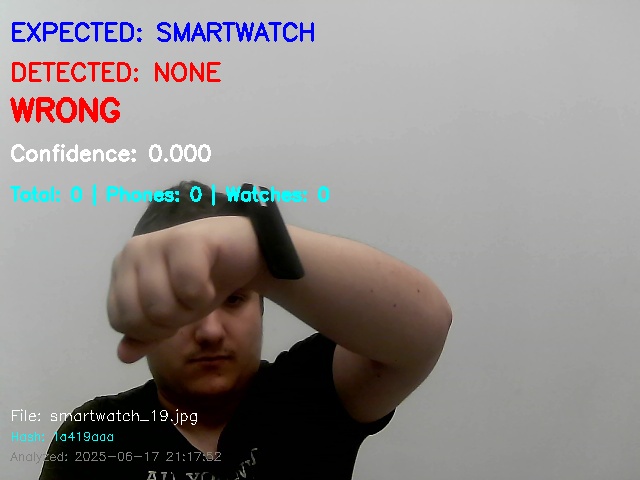 EXPECTED: SMARTWATCH
DETECTED: NONE
WRONG
Confidence: 0.000
Total: 0 | Phones: 0 | Watches: 0
File: smartwatch_19.jpg
Hash: 1a419aaa
Analyzed: 2025-06-17 21:17:52